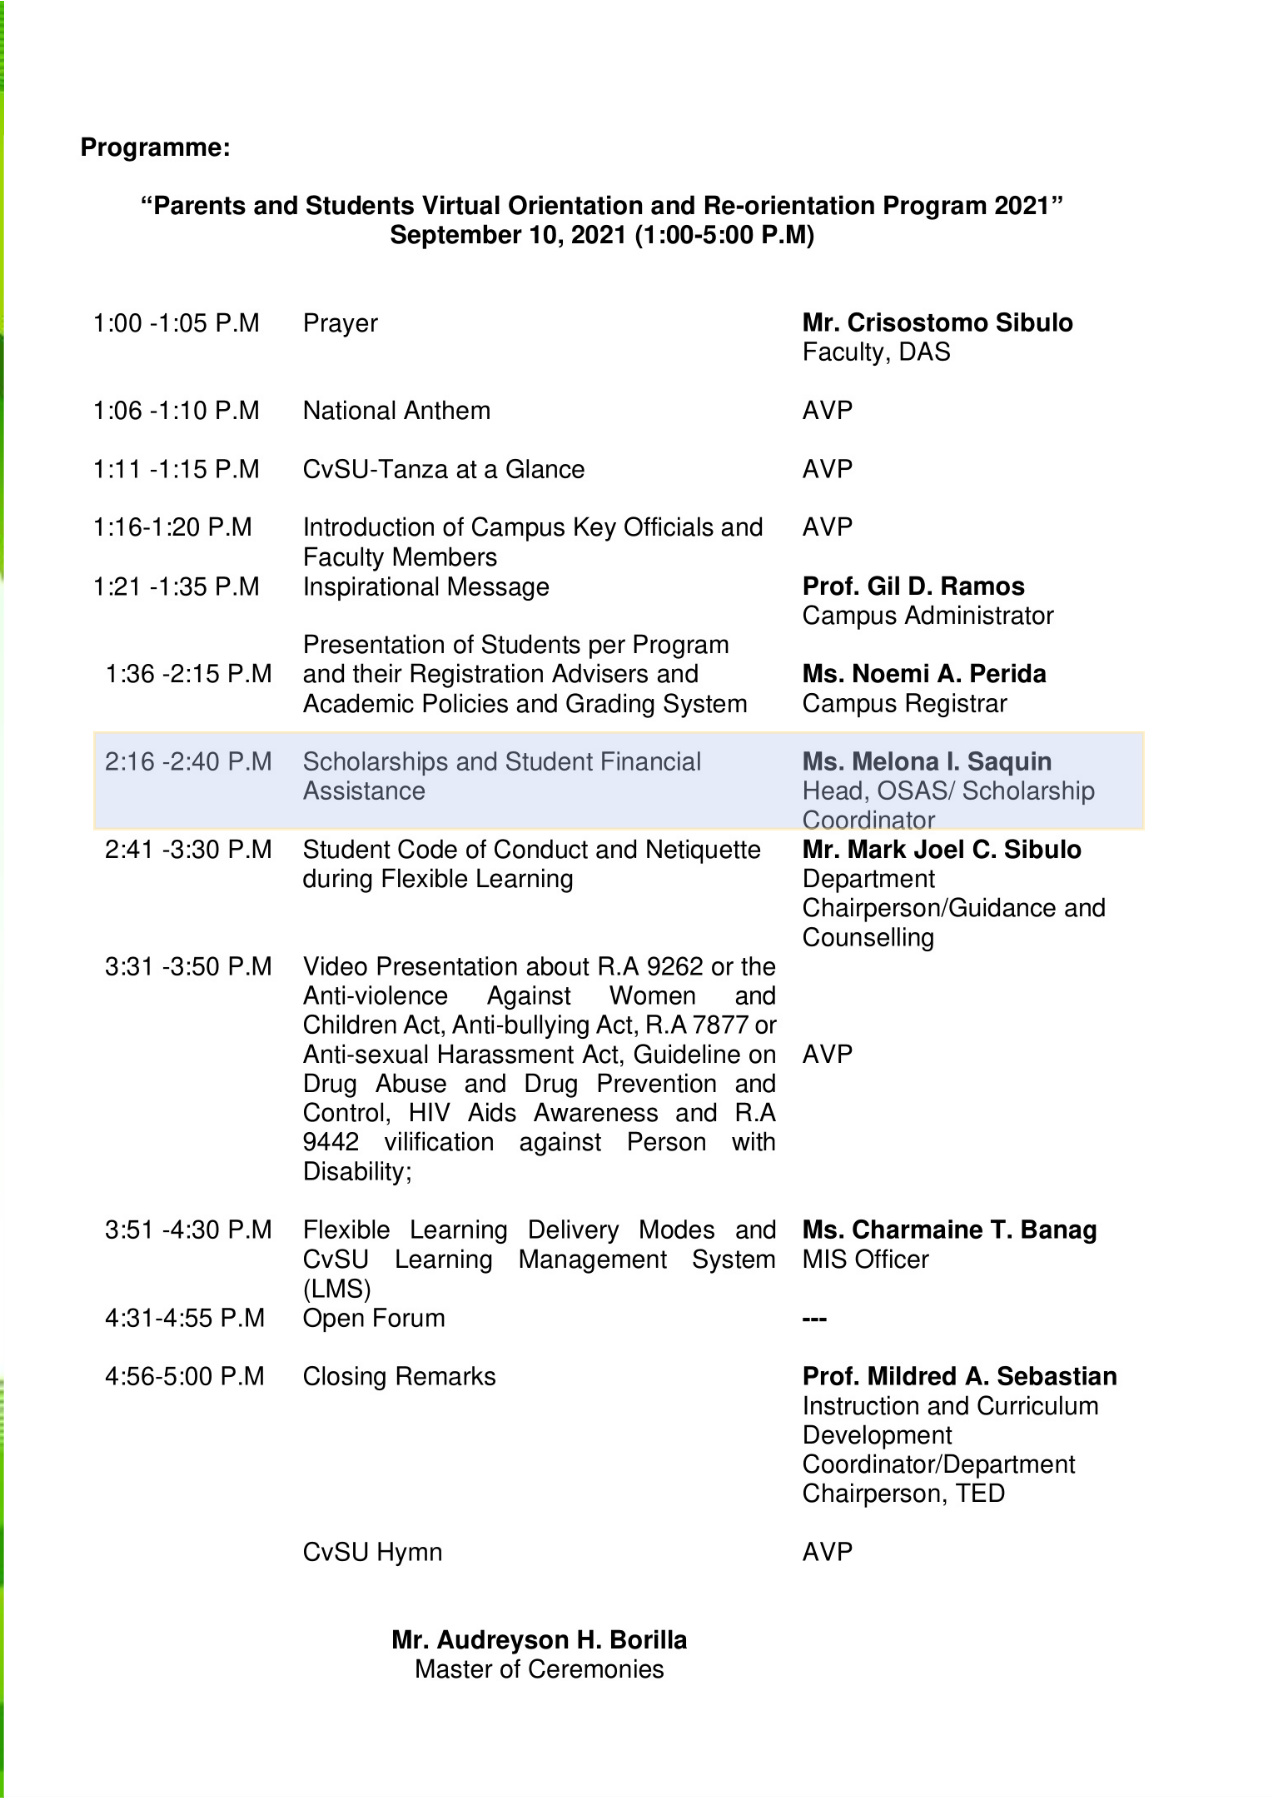 Programme:
“Parents and Students Virtual Orientation and Re-orientation Program 2021”
September 10, 2021 (1:00-5:00 P.M)
1:00 -1:05 P.M Prayer Mr. Crisostomo Sibulo
Faculty, DAS
1:06 -1:10 P.M National Anthem AVP
1:11 -1:15 P.M CvSU-Tanza at a Glance AVP
1:16-1:20 P.M Introduction of Campus Key Officials and AVP
Faculty Members
1:21 -1:35 P.M Inspirational Message Prof. Gil D. Ramos
Campus Administrator
Presentation of Students per Program
1:36 -2:15 P.M and their Registration Advisers and Ms. Noemi A. Perida
Academic Policies and Grading System Campus Registrar
2:16 -2:40 P.M Scholarships and Student Financial Ms. Melona I. Saquin
Assistance Head, OSAS/ Scholarship
Coordinator
2:41 -3:30 P.M Student Code of Conduct and Netiquette Mr. Mark Joel C. Sibulo
during Flexible Learning Department
Chairperson/Guidance and
Counselling
3:31 -3:50 P.M Video Presentation about R.A 9262 or the
Anti-violence Against Women and
Children Act, Anti-bullying Act, R.A 7877 or
Anti-sexual Harassment Act, Guideline on AVP
Drug Abuse and Drug Prevention and
Control, HIV Aids Awareness and R.A
9442 vilification against Person with
Disability;
3:51 -4:30 P.M Flexible Learning Delivery Modes and Ms. Charmaine T. Banag
CvSU Learning Management System MIS Officer
(LMS)
4:31-4:55 P.M Open Forum ---
4:56-5:00 P.M Closing Remarks Prof. Mildred A. Sebastian
Instruction and Curriculum
Development
Coordinator/Department
Chairperson, TED
CvSU Hymn AVP
Mr. Audreyson H. Borilla
Master of Ceremonies